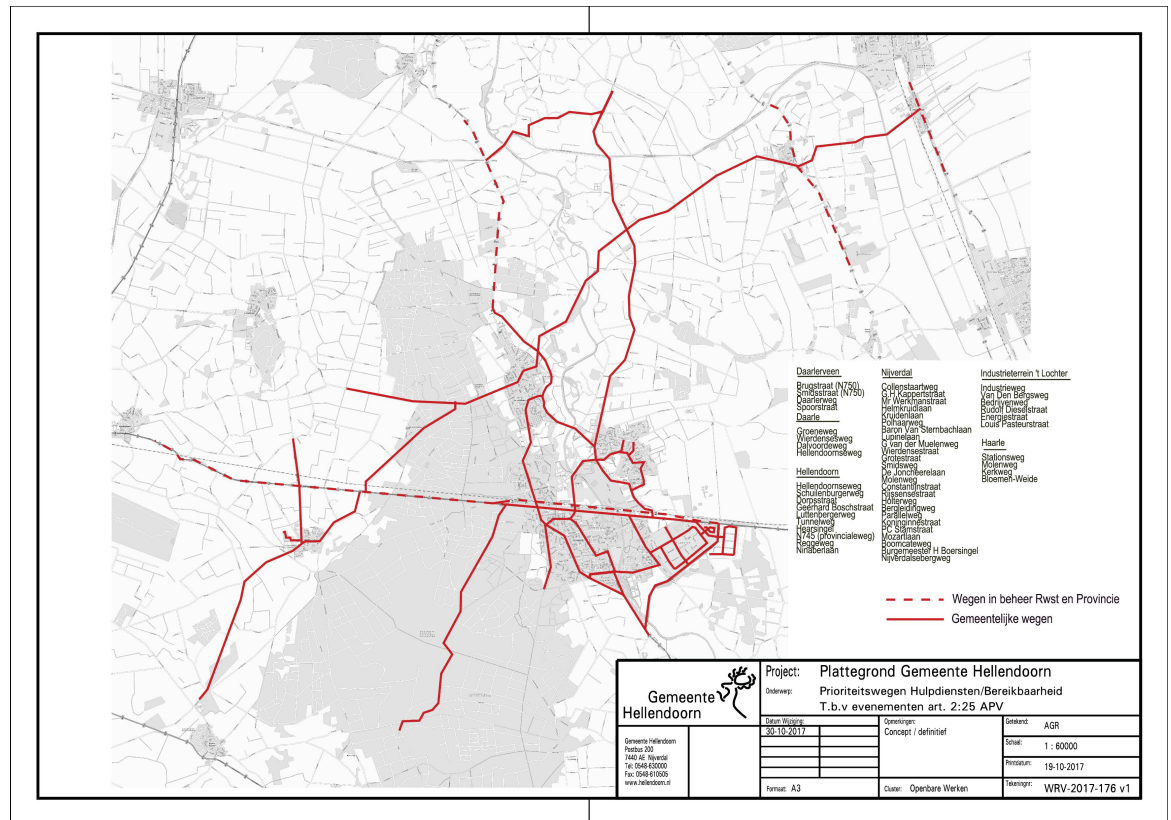 Daarlerveen
Brugstraat (N750)
Smidsstraat (N750)
Daarlerweg
Spoorstraat
Daarle
Groeneweg
Wierdensesweg
Dalvoordeweg
Hellendoornseweg
Hellendoorn
Hellendoornseweg
Schuilenburgerweg
Dorpsstraat
Geerhard Boschstraat
Luttenbergerweg
Tunnelweg
Hearsingel
N745 (provincialeweg)
Reggeweg
Ninaberlaan
Nijverdal
Collenstaartweg
G.H.Kappertstraat
Mr Werkmanstraat
Helmkruidlaan
Kruidenlaan
Polhaarweg
Baron Van Sternbachlaan
Lupinelaan
G van der Muelenweg
Wierdensestraat
Grotestraat
Smidsweg
De Joncheerelaan
Molenweg
Constantijnstraat
Rijssensestraat
Holterweg
Bergleidingweg
Parallelweg
Koninginnestraat
PC Stamstraat
Mozartlaan
Boomcateweg
Burgemeester H Boersingel
Nijverdalsebergweg
Industrieterrein 't Lochter
Industrieweg
Van Den Bergsweg
Bedrijvenweg
Rudolf Dieselstraat
Energiestraat
Louis Pasteurstraat
Haarle
Stationsweg
Molenweg
Kerkweg
Bloemen-Weide
Wegen in beheer Rwst en Provincie
Gemeentelijke wegen
Gemeente
Hellendoorn
Gemeente Hellendoorn
Postbus 200
7440 AE Nijverdal
Tel: 0548-630000
Fax: 0548-610505
www.hellendoorn.nl
Project: Plattegrond Gemeente Hellendoorn
Onderwerp: Prioriteitswegen Hulpdiensten/Bereikbaarheid
T.b.v evenementen art. 2:25 APV
Datum Wijziging:
30-10-2017
Opmerkingen:
Concept / definitief
Getekend: AGR
Schaal: 1 : 60000
Printdatum: 19-10-2017
Formaat: A3
Cluster: Openbare Werken
Tekeningnr: WRV-2017-176 v1